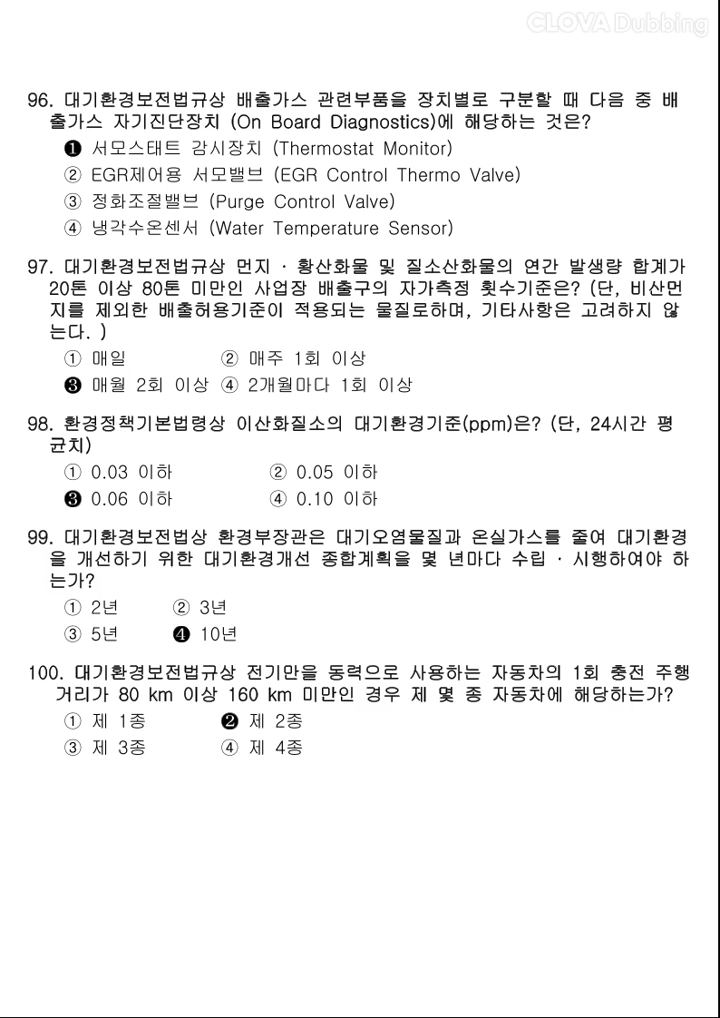 CLOVA Dubbing
96. 대기환경보전법규상 배출가스 관련부품을 장치별로 구분할 때 다음 중 배
출가스 자기진단장치 (On Board Diagnostics)에 해당하는 것은?
❶ 서모스태트 감시장치 (Thermostat Monitor)
② EGR제어용 서모밸브 (EGR Control Thermo Valve)
③ 정화조절밸브 (Purge Control Valve)
④ 냉각수온센서 (Water Temperature Sensor)
97. 대기환경보전법규상 먼지 · 황산화물 및 질소산화물의 연간 발생량 합계가
20톤 이상 80톤 미만인 사업장 배출구의 자가측정 횟수기준은? (단, 비산먼
지를 제외한 배출허용기준이 적용되는 물질로하며, 기타사항은 고려하지 않
는다. )
① 매일 ② 매주 1회 이상
❸ 매월 2회 이상 ④ 2개월마다 1회 이상
98. 환경정책기본법령상 이산화질소의 대기환경기준(ppm)은? (단, 24시간 평
균치)
① 0.03 이하 ② 0.05 이하
❸ 0.06 이하 ④ 0.10 이하
99. 대기환경보전법상 환경부장관은 대기오염물질과 온실가스를 줄여 대기환경
을 개선하기 위한 대기환경개선 종합계획을 몇 년마다 수립 · 시행하여야 하
는가?
① 2년 ② 3년
③ 5년 ❹ 10년
100. 대기환경보전법규상 전기만을 동력으로 사용하는 자동차의 1회 충전 주행
거리가 80 km 이상 160 km 미만인 경우 제 몇 종 자동차에 해당하는가?
① 제 1종 ❷ 제 2종
③ 제 3종 ④ 제 4종